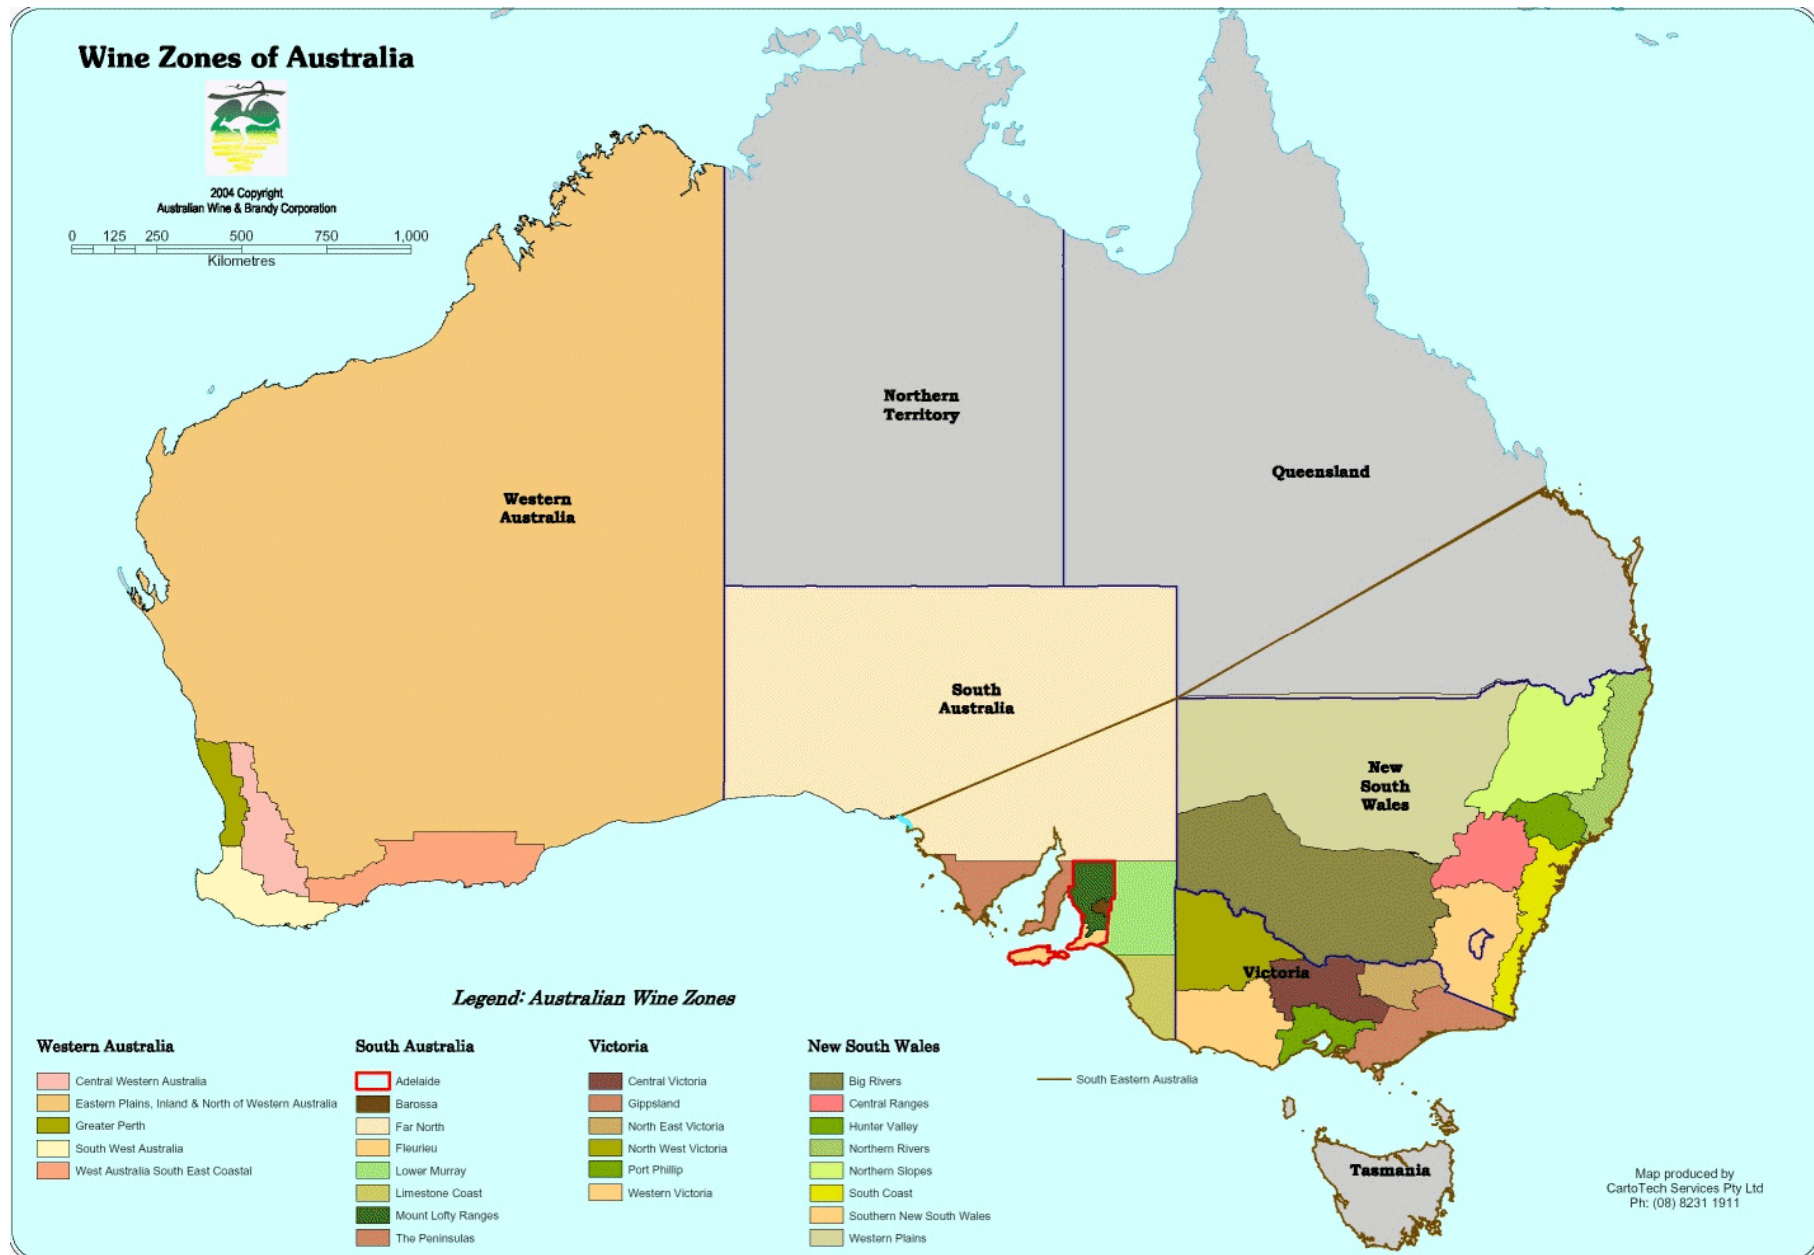 Wine Zones of Australia
2004 Copyright
Australian Wine & Brandy Corporation
0 125 250 500 750 1,000
Kilometres
Northern
Territory
Queensland
Western
Australia
South
Australia
New
South
Wales
Victoria
Tasmania
Legend: Australian Wine Zones
Western Australia
Central Western Australia
Eastern Plains, Inland & North of Western Australia
Greater Perth
South West Australia
West Australia South East Coastal
South Australia
Adelaide
Barossa
Far North
Fleurieu
Lower Murray
Limestone Coast
Mount Lofty Ranges
The Peninsulas
Victoria
Central Victoria
Gippsland
North East Victoria
North West Victoria
Port Phillip
Western Victoria
New South Wales
Big Rivers
Central Ranges
Hunter Valley
Northern Rivers
Northern Slopes
South Coast
Southern New South Wales
Western Plains
South Eastern Australia
Map produced by
CartoTech Services Pty Ltd
Ph: (08) 8231 1911